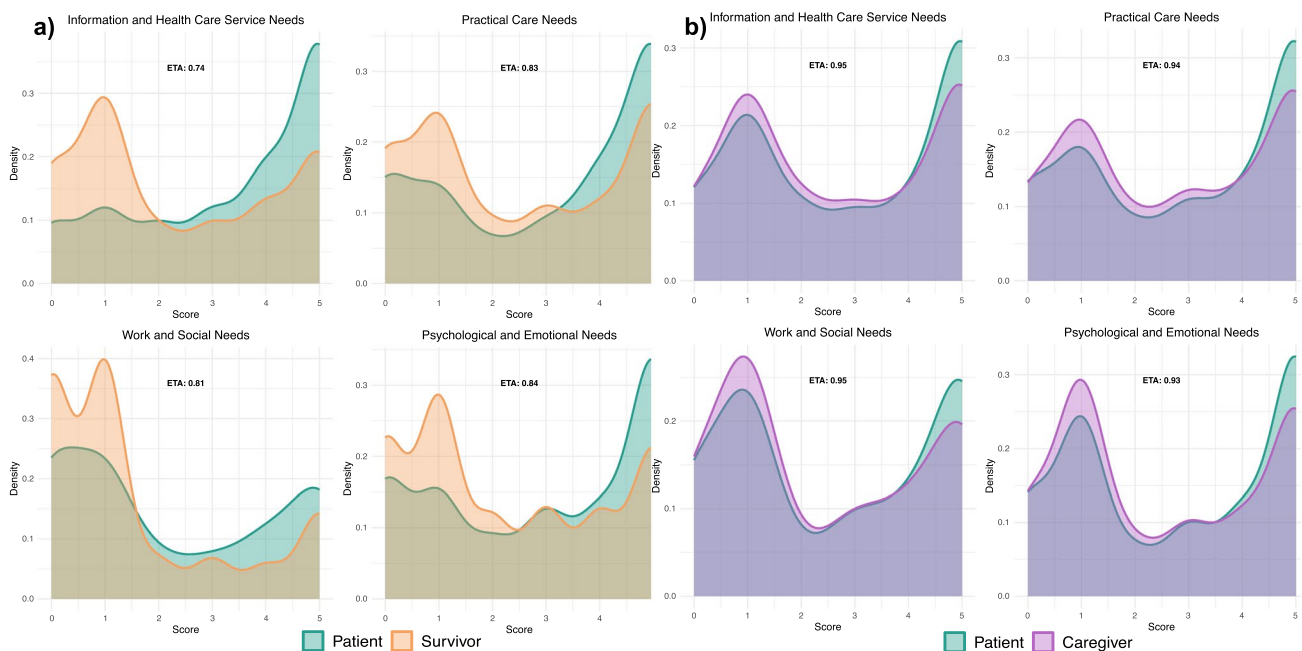 a)
Information and Health Care Service Needs
ETA: 0.74
Density
0.3
0.2
0.1
0.0
0 1 2 3 4 5
Score
Practical Care Needs
ETA: 0.83
Density
0.3
0.2
0.1
0.0
0 1 2 3 4
Score
Work and Social Needs
ETA: 0.81
Density
0.4
0.3
0.2
0.1
0.0
0 1 2 3 4 5
Score
Psychological and Emotional Needs
ETA: 0.84
Density
0.3
0.2
0.1
0.0
0 1 2 3 4
Score
Patient Survivor
b)
Information and Health Care Service Needs
ETA: 0.95
Density
0.3
0.2
0.1
0.0
0 1 2 3 4 5
Score
Practical Care Needs
ETA: 0.94
Density
0.3
0.2
0.1
0.0
0 1 2 3 4 5
Score
Work and Social Needs
ETA: 0.95
Density
0.2
0.1
0.0
0 1 2 3 4 5
Score
Psychological and Emotional Needs
ETA: 0.93
Density
0.3
0.2
0.1
0.0
0 1 2 3 4 5
Score
Patient Caregiver